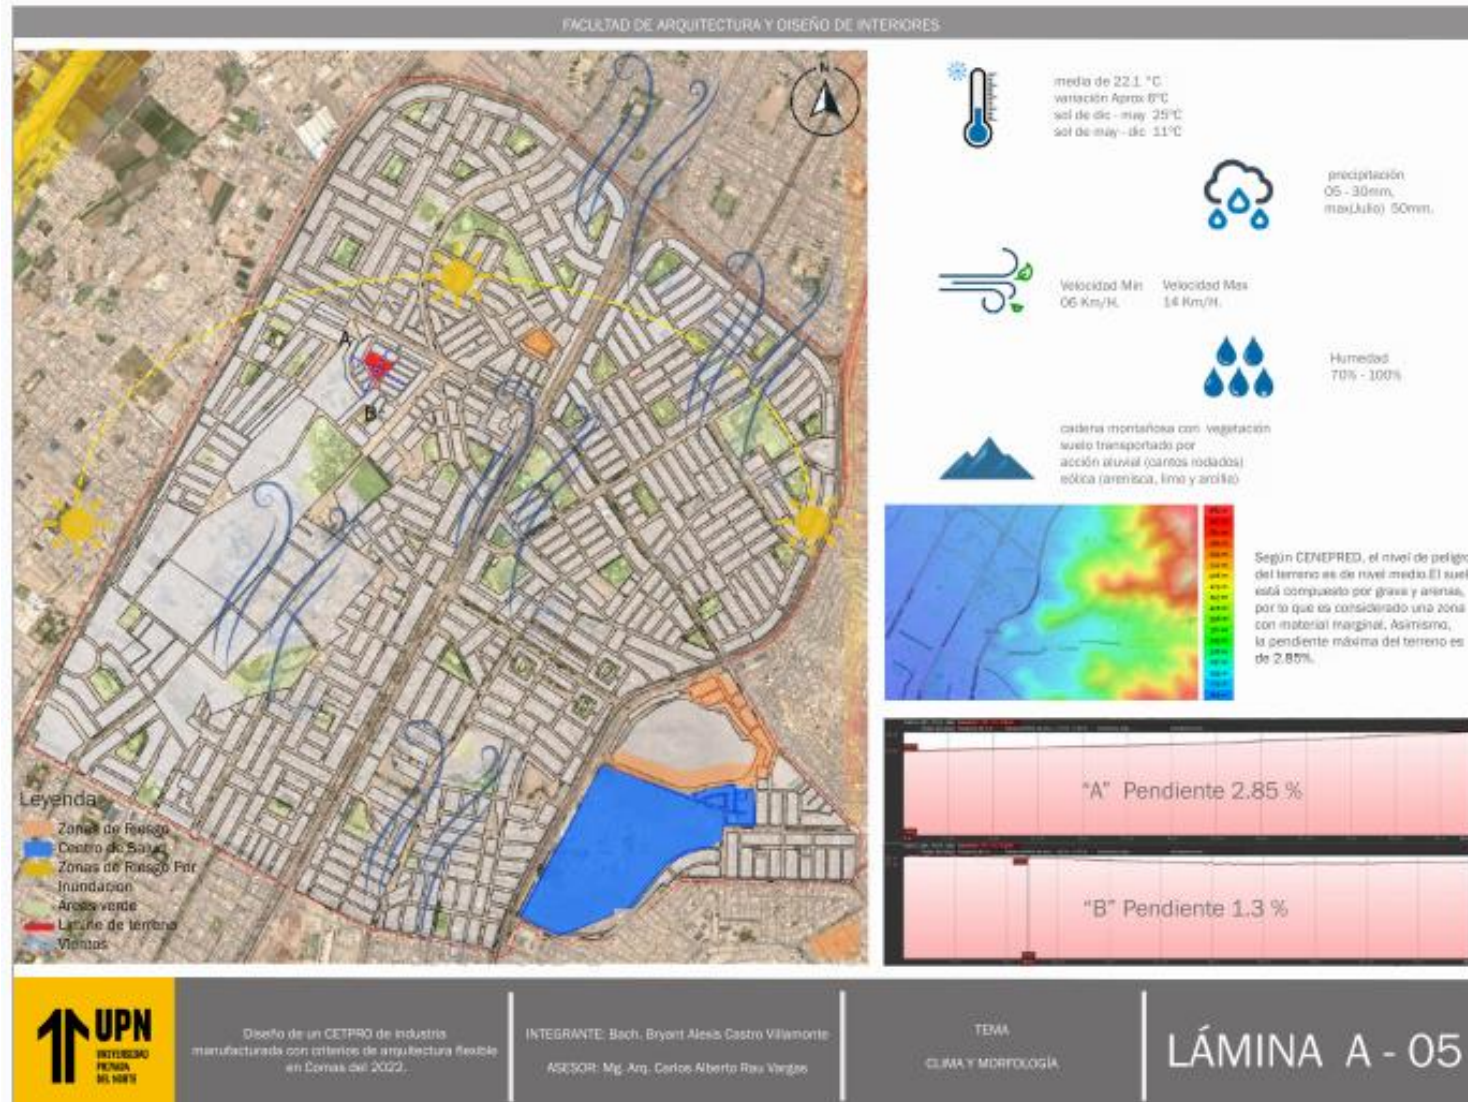 FACULTAD DE ARQUITECTURA Y DISEÑO DE INTERIORES
N
media de 22.1 °C
variación Aprox 8°C
sol de dic - may 25°C
sol de may - dic 11°C
precipitación
05 - 30mm,
max(Julio) 50mm.
Velocidad Min
06 Km/H.
Velocidad Max
14 Km/H.
Humedad
70% - 100%
cadena montañosa con vegetación
suelo transportado por
acción aluvial (cantos rodados)
eólica (arenisca, limo y arcilla)
A
B
Según CENEPRED, el nivel de peligro
del terreno es de nivel medio.El suel
está compuesto por grava y arenas,
por lo que es considerado una zona
con material marginal. Asimismo,
la pendiente máxima del terreno es
de 2.85%.
"A" Pendiente 2.85 %
"B" Pendiente 1.3 %
Leyenda
Zonas de Riesgo
Centro de Salud
Zonas de Riesgo Por
Inundacion
Areas verde
Limite de terreno
Vientos
UPN
UNIVERSIDAD
PRIVADA
DEL NORTE
Diseño de un CETPRO de industria
manufacturada con criterios de arquitectura flexible
en Comas del 2022.
INTEGRANTE: Bach. Bryant Alexis Castro Villamonte
ASESOR: Mg. Arq. Carlos Alberto Rau Vargas
TEMA
CLIMA Y MORFOLOGÍA
LÁMINA A - 05